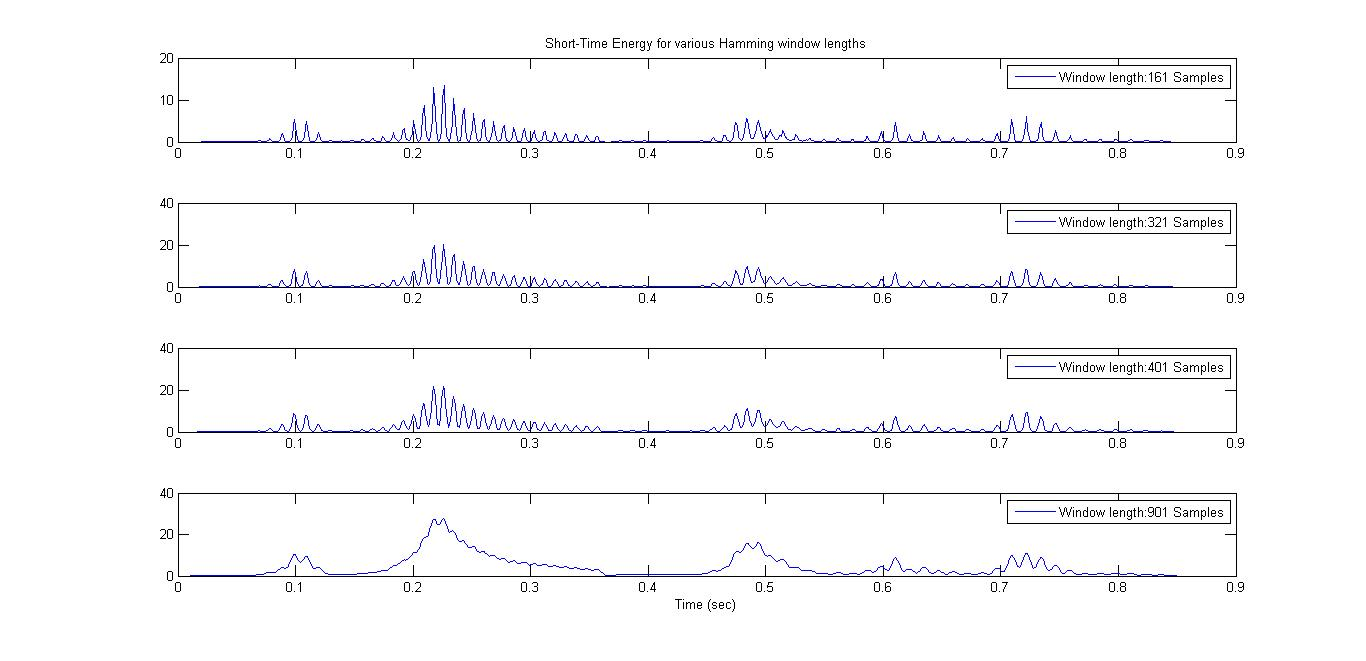 Short-Time Energy for various Hamming window lengths
20
Window length:161 Samples
10
0
0 0.1 0.2 0.3 0.4 0.5 0.6 0.7 0.8 0.9
40
Window length:321 Samples
20
0
0 0.1 0.2 0.3 0.4 0.5 0.6 0.7 0.8 0.9
40
Window length:401 Samples
20
0
0 0.1 0.2 0.3 0.4 0.5 0.6 0.7 0.8 0.9
40
Window length:901 Samples
20
0
0 0.1 0.2 0.3 0.4 0.5 0.6 0.7 0.8 0.9
Time (sec)